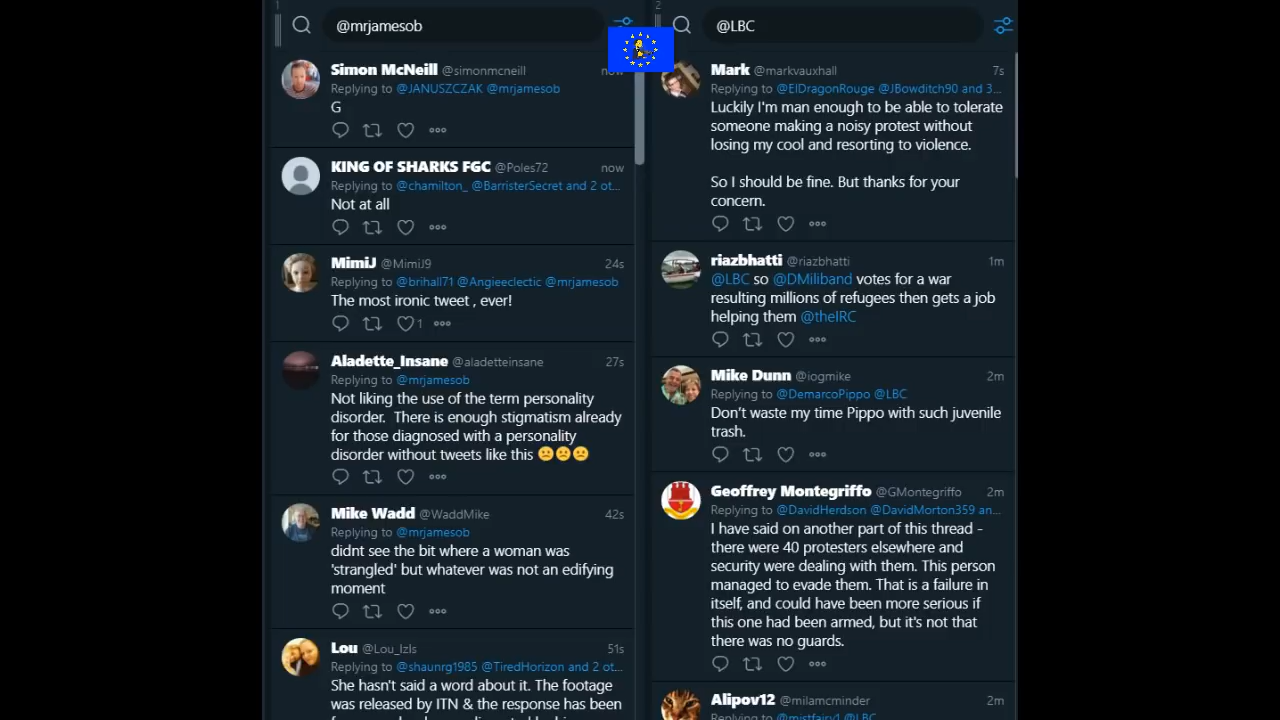 1
@mrjamesob
Simon McNeill @simonmcneill now
Replying to @JANUSZCZAK @mrjamesob
G
KING OF SHARKS FGC @Poles72 now
Replying to @chamilton_ @BarristerSecret and 2 ot...
Not at all
MimiJ @MimiJ9 24s
Replying to @brihall71 @Angieeclectic @mrjamesob
The most ironic tweet , ever!
1
Aladette_Insane @aladetteinsane 27s
Replying to @mrjamesob
Not liking the use of the term personality
disorder. There is enough stigmatism already
for those diagnosed with a personality
disorder without tweets like this 😕😕😕
Mike Wadd @WaddMike 42s
Replying to @mrjamesob
didnt see the bit where a woman was
'strangled' but whatever was not an edifying
moment
Lou @Lou_lzls 51s
Replying to @shaunrg1985 @TiredHorizon and 2 ot...
She hasn't said a word about it. The footage
was released by ITN & the response has been
2
@LBC
Mark @markvauxhall 7s
Replying to @ElDragonRouge @JBowditch90 and 3...
Luckily I'm man enough to be able to tolerate
someone making a noisy protest without
losing my cool and resorting to violence.
So I should be fine. But thanks for your
concern.
riazbhatti @riazbhatti 1m
@LBC so @DMiliband votes for a war
resulting millions of refugees then gets a job
helping them @theIRC
Mike Dunn @iogmike 2m
Replying to @DemarcoPippo @LBC
Don't waste my time Pippo with such juvenile
trash.
Geoffrey Montegriffo @GMontegriffo 2m
Replying to @DavidHerdson @DavidMorton359 an...
I have said on another part of this thread -
there were 40 protesters elsewhere and
security were dealing with them. This person
managed to evade them. That is a failure in
itself, and could have been more serious if
this one had been armed, but it's not that
there was no guards.
Alipov12 @milamcminder 2m
Replying to @mistfairy1 @LBC